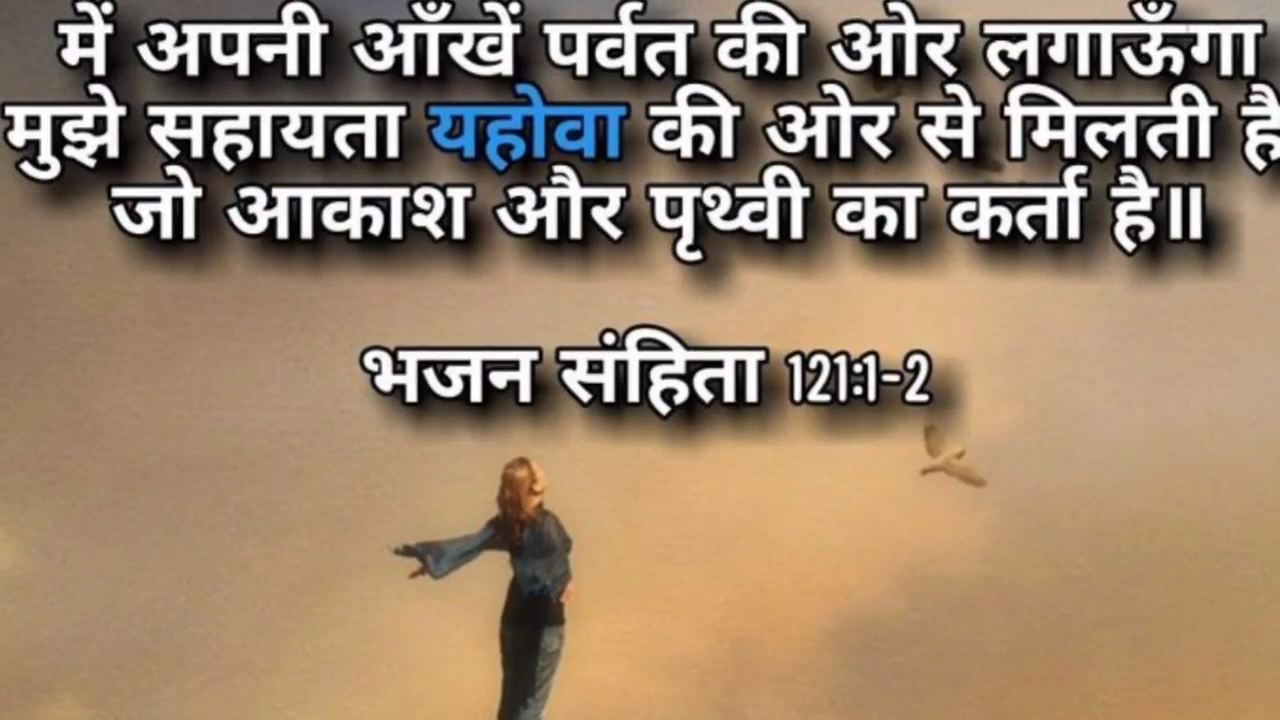 में अपनी आँखें पर्वत की ओर लगाऊँगा
मुझे सहायता यहोवा की ओर से मिलती है
जो आकाश और पृथ्वी का कर्ता है॥
भजन संहिता 121:1-2